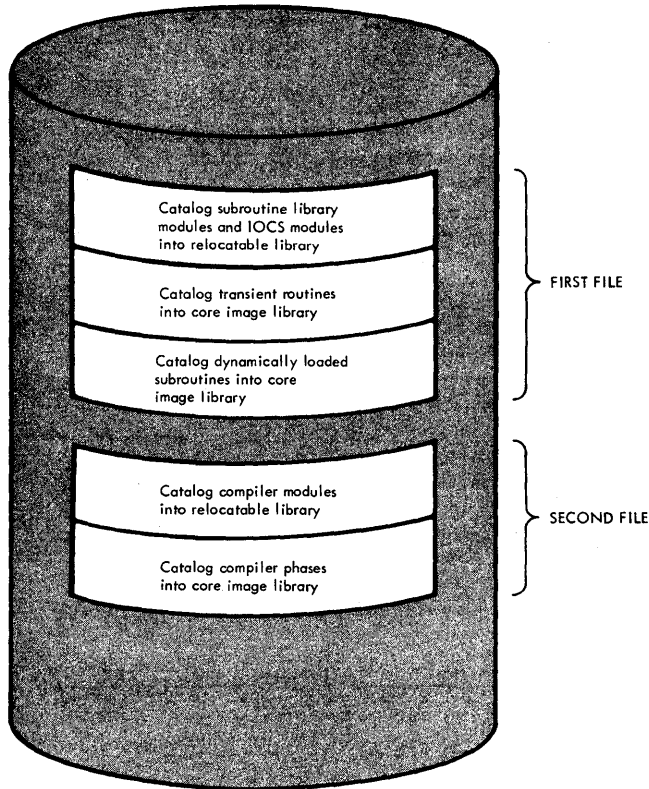 Catalog subroutine library
modules and IOCS modules
into relocatable library
Catalog transient routines
into core image library
Catalog dynamically loaded
subroutines into core
image library
FIRST FILE
Catalog compiler modules
into relocatable library
Catalog compiler phases
into core image library
SECOND FILE